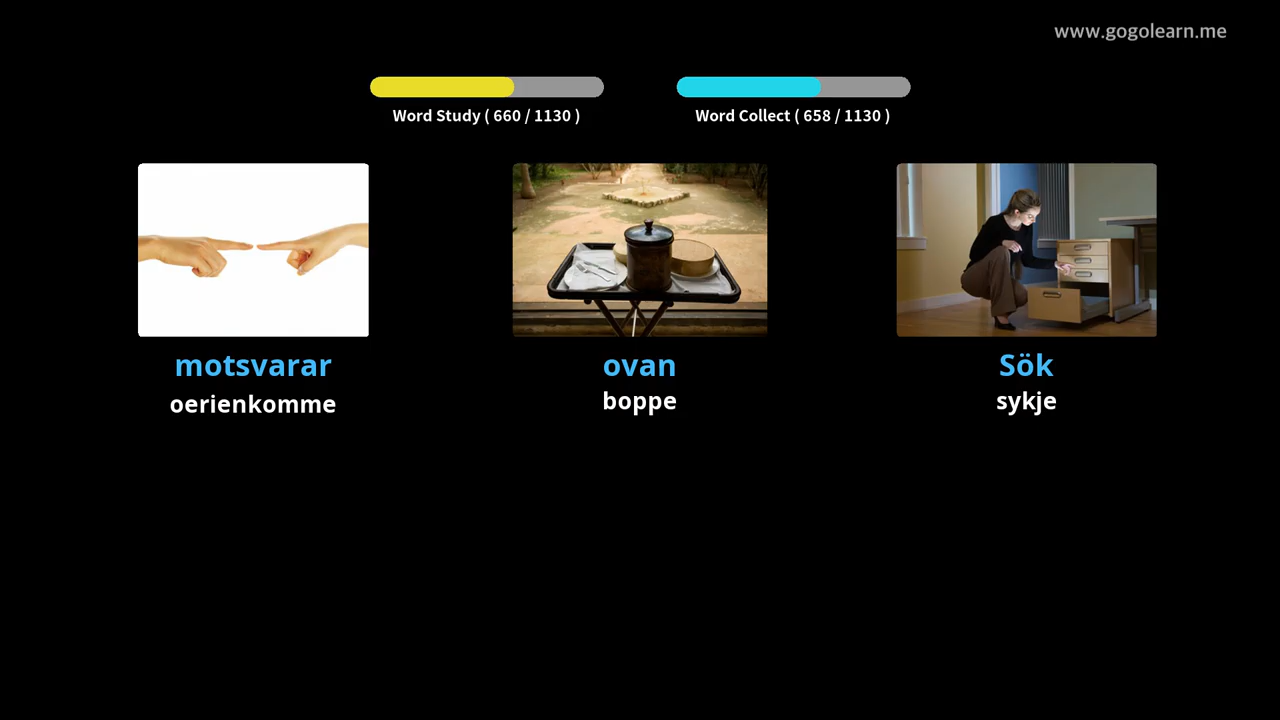 www.gogolearn.me
Word Study ( 660 / 1130 )
Word Collect ( 658 / 1130 )
motsvarar
oerienkomme
ovan
boppe
Sök
sykje